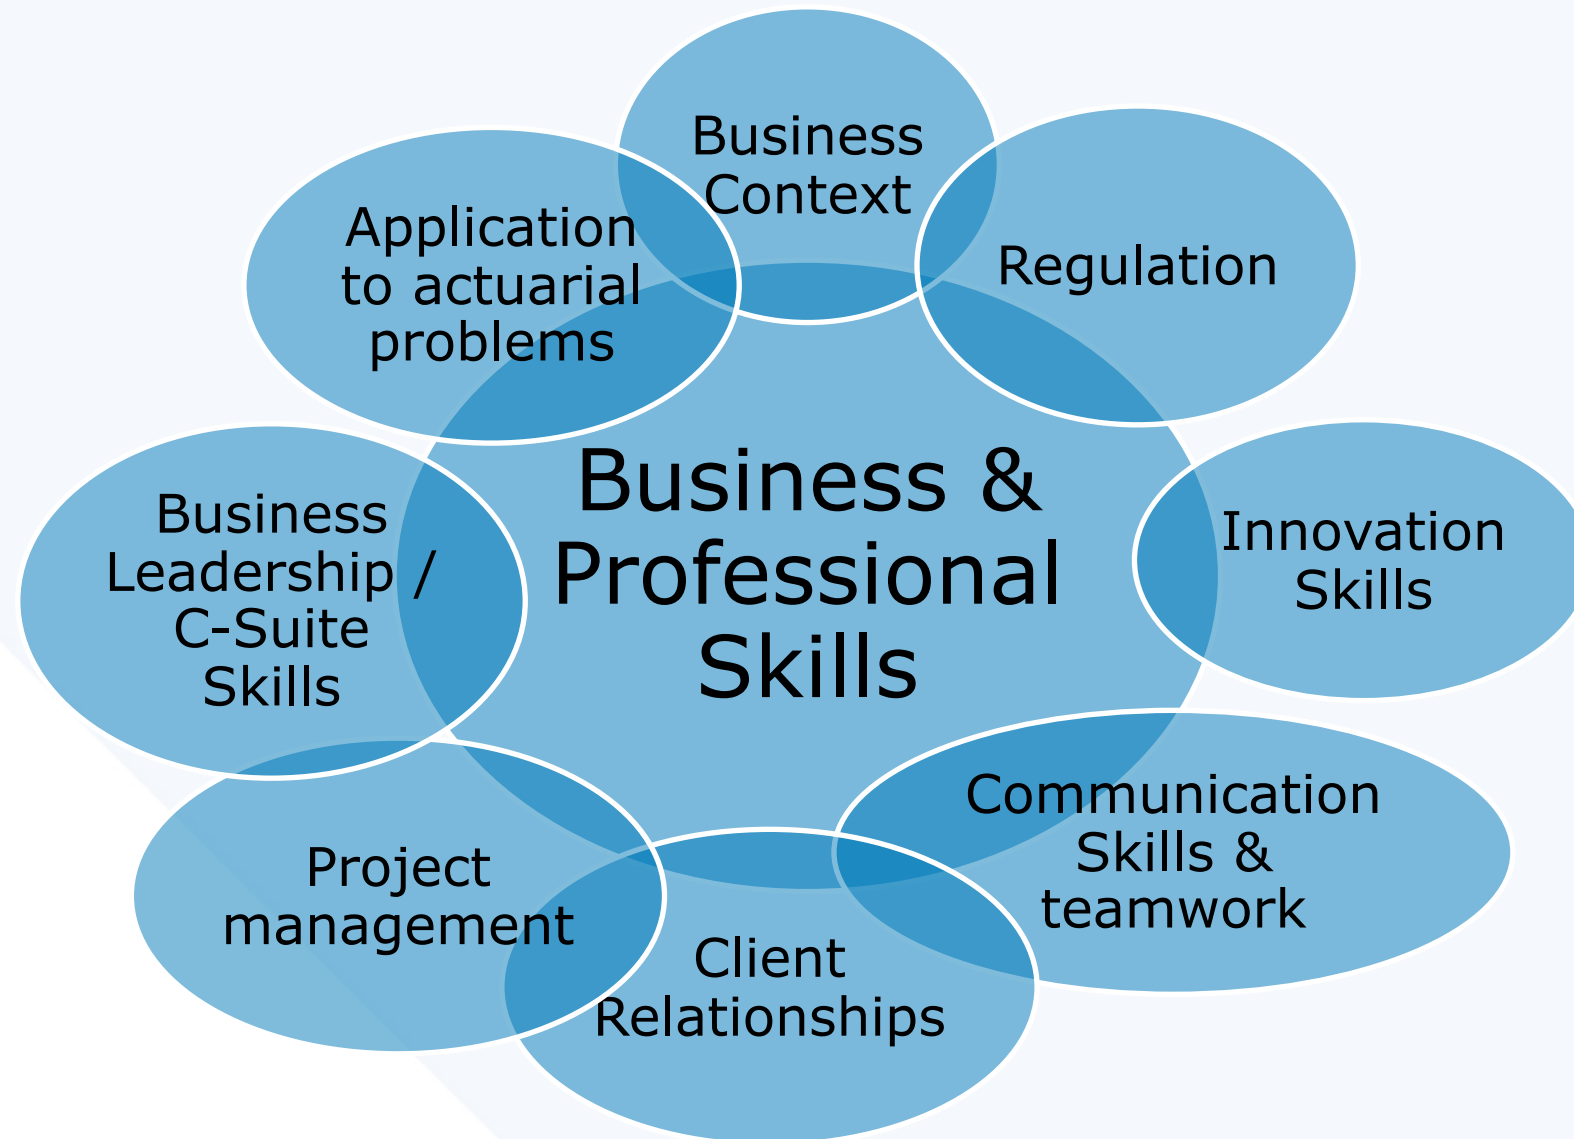 Business
Context
Regulation
Innovation
Skills
Communication
Skills &
teamwork
Client
Relationships
Project
management
Business
Leadership /
C-Suite
Skills
Application
to actuarial
problems
Business &
Professional
Skills